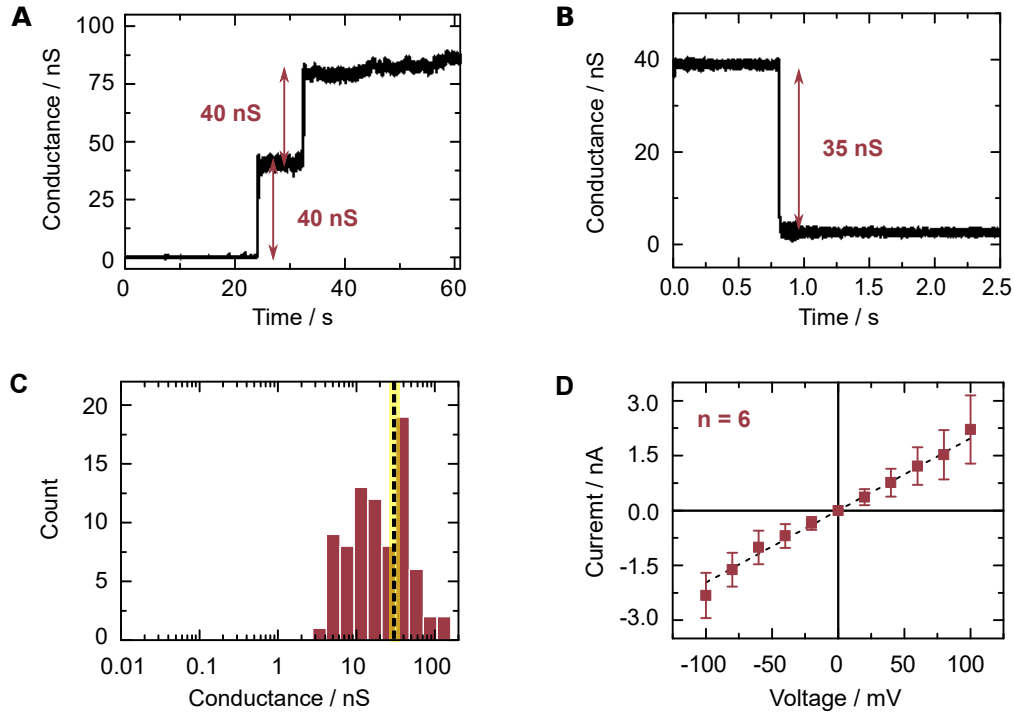 A
Conductance / nS
100
75
50
25
0
40 nS
40 nS
0 20 40 60
Time / s
B
Conductance / nS
40
20
0
35 nS
0.0 0.5 1.0 1.5 2.0 2.5
Time / s
C
Count
20
15
10
5
0
0.01 0.1 1 10 100
Conductance / nS
D
Curremt / nA
3.0
1.5
0.0
-1.5
-3.0
n = 6
-100 -50 0 50 100
Voltage / mV